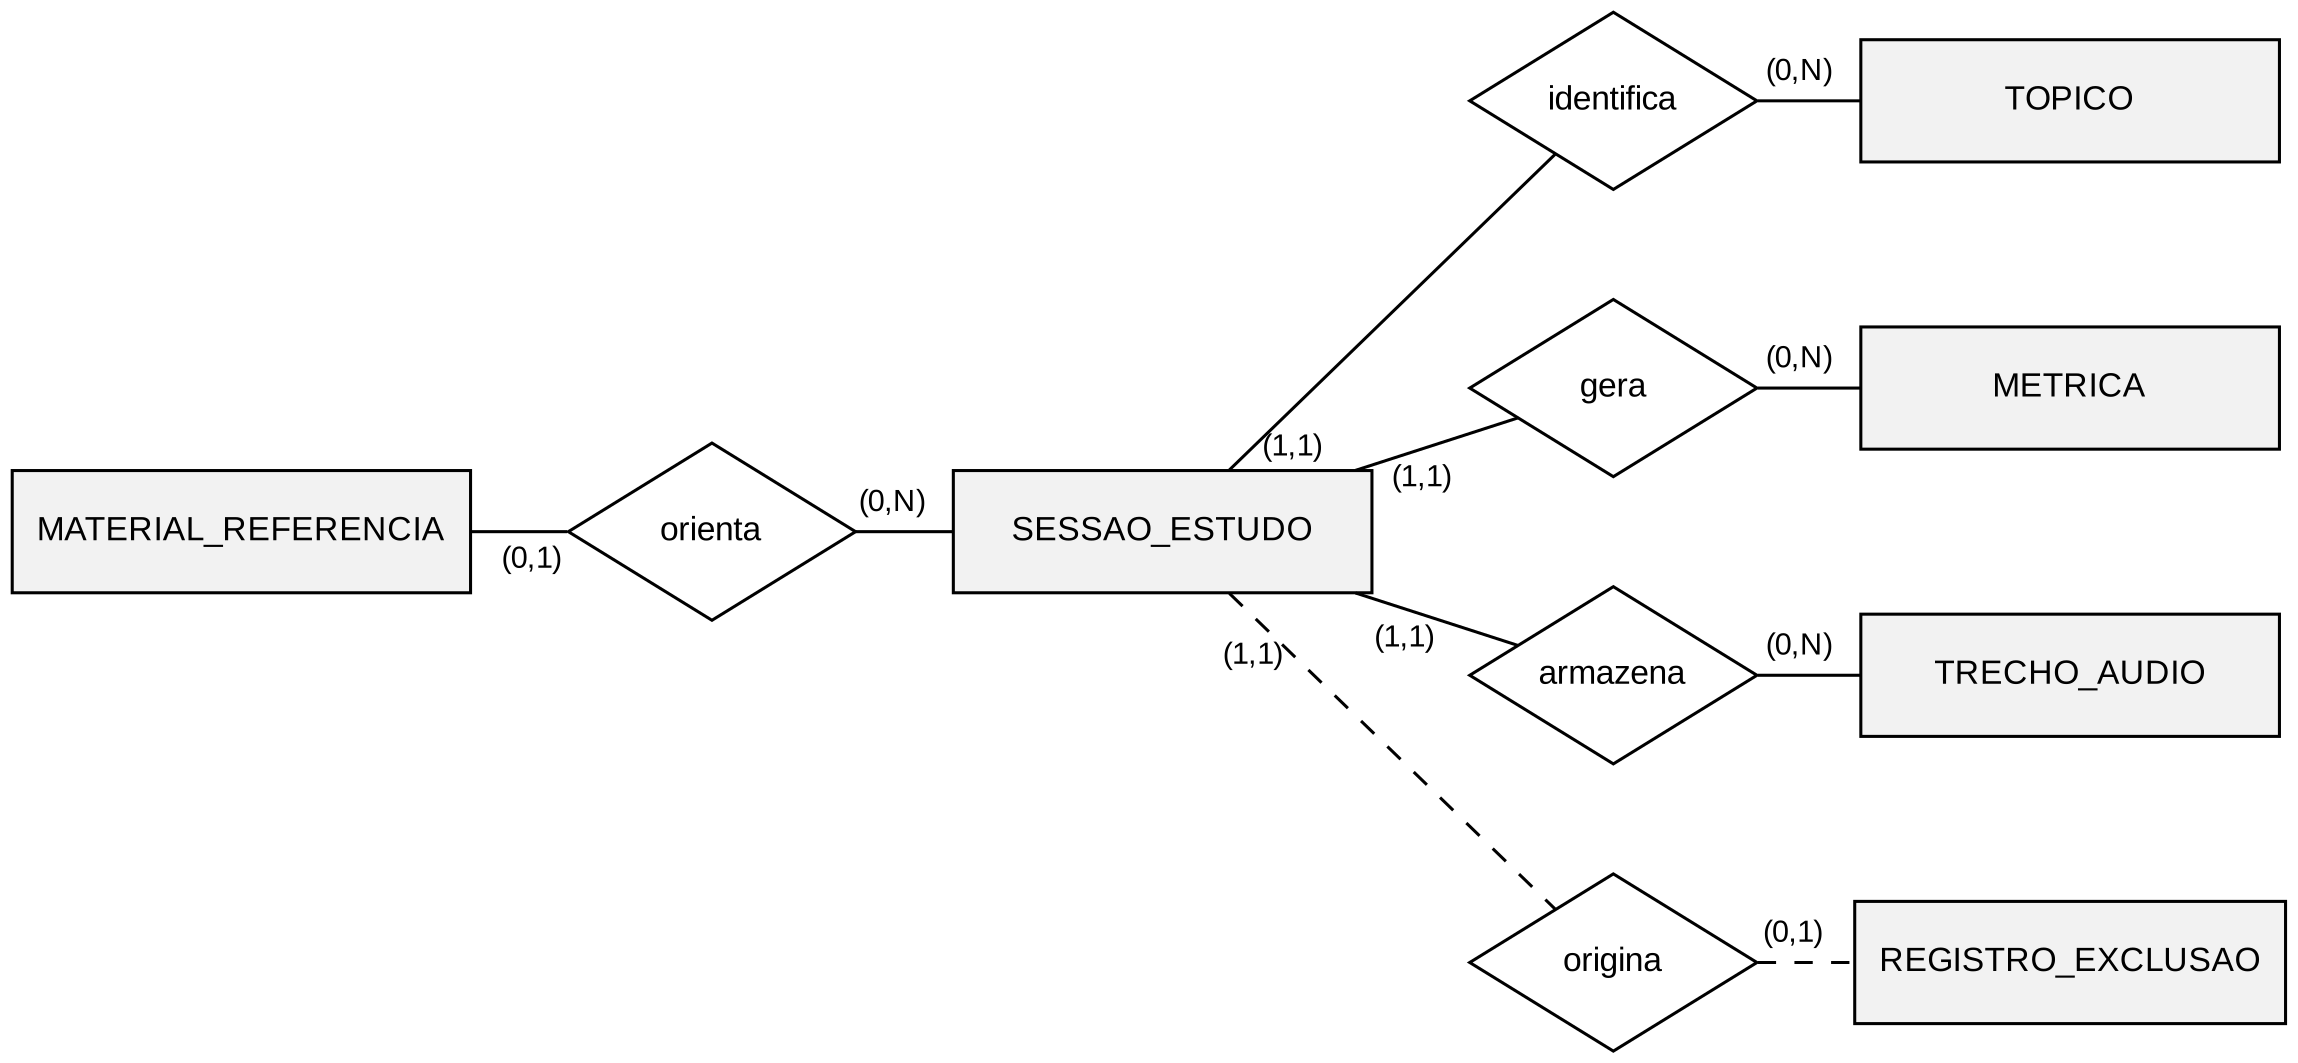 identifica
(0,N)
TOPICO
gera
(0,N)
METRICA
(1,1)
(1,1)
MATERIAL_REFERENCIA
(0,1)
orienta
(0,N)
SESSAO_ESTUDO
(1,1)
(1,1)
armazena
(0,N)
TRECHO_AUDIO
origina
(0,1)
REGISTRO_EXCLUSAO